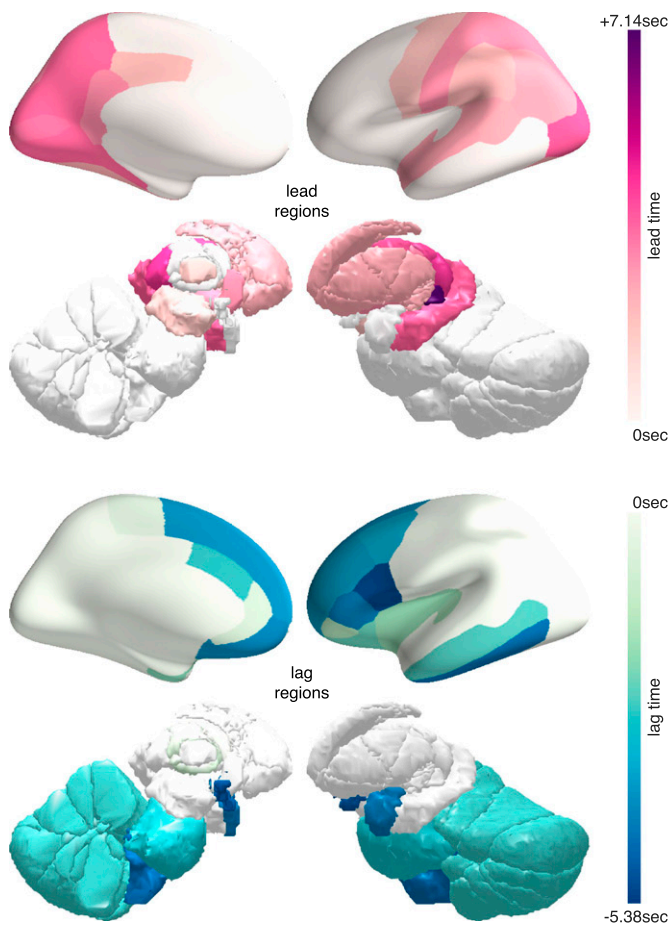 +7.14sec
lead
regions
lead time
0sec
0sec
lag
regions
lag time
-5.38sec